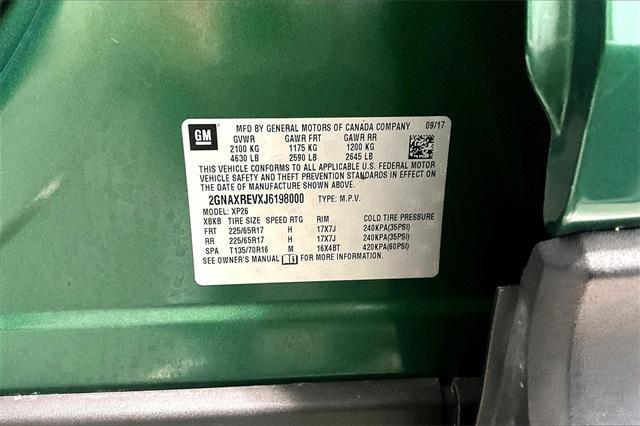 GM
MFD BY GENERAL MOTORS OF CANADA COMPANY 09/17
GVWR GAWR FRT GAWR RR
2100 KG 1175 KG 1200 KG
4630 LB 2590 LB 2645 LB
THIS VEHICLE CONFORMS TO ALL APPLICABLE U.S. FEDERAL MOTOR
VEHICLE SAFETY AND THEFT PREVENTION STANDARDS IN EFFECT ON
THE DATE OF MANUFACTURE SHOWN ABOVE.
2GNAXREVXJ6198000 TYPE: M.P.V.
MODEL: XP26
XBKB TIRE SIZE SPEED RTG RIM COLD TIRE PRESSURE
FRT 225/65R17 H 17X7J 240KPA(35PSI)
RR 225/65R17 H 17X7J 240KPA(35PSI)
SPA T135/70R16 M 16X4BT 420KPA(60PSI)
SEE OWNER'S MANUAL FOR MORE INFORMATION.